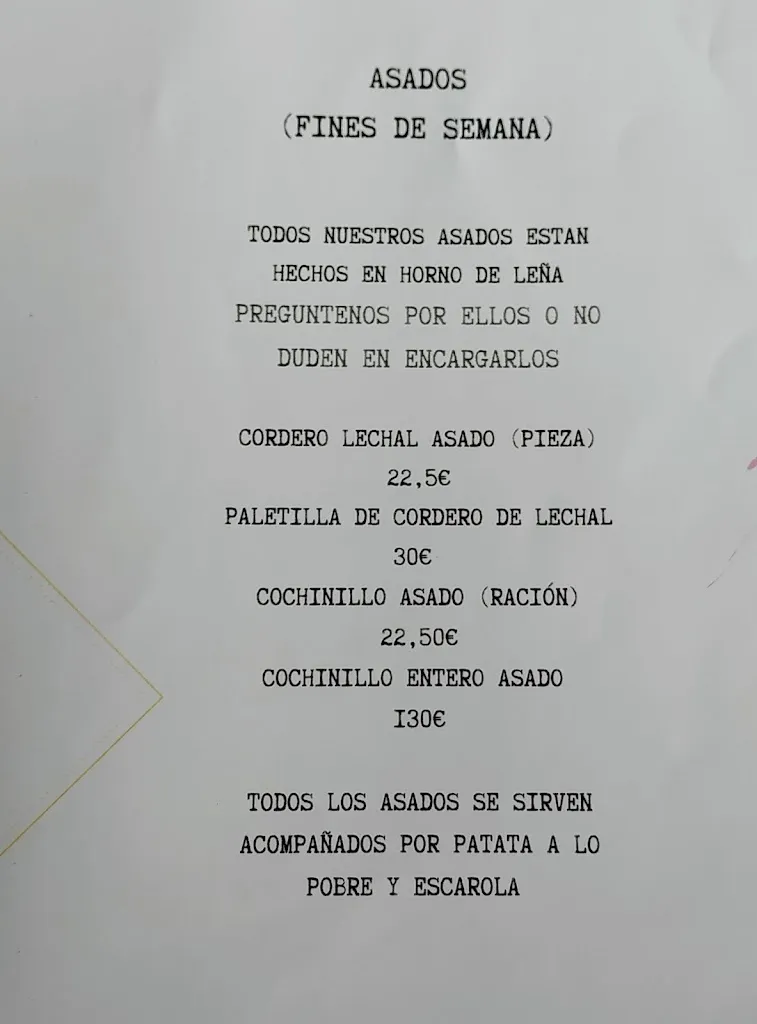 ASADOS
(FINES DE SEMANA)
TODOS NUESTROS ASADOS ESTAN
HECHOS EN HORNO DE LEÑA
PREGUNTENOS POR ELLOS O NO
DUDEN EN ENCARGARLOS
CORDERO LECHAL ASADO (PIEZA)
22,5€
PALETILLA DE CORDERO DE LECHAL
30€
COCHINILLO ASADO (RACIÓN)
22,50€
COCHINILLO ENTERO ASADO
130€
TODOS LOS ASADOS SE SIRVEN
ACOMPAÑADOS POR PATATA A LO
POBRE Y ESCAROLA